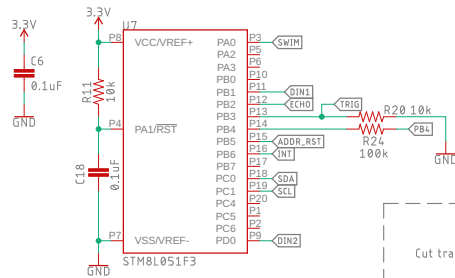 3.3V
C6
0.1uF
GND
3.3V
U7
P8 VCC/VREF+
R11
10k
P4 PA1/RST
C18
0.1uF
P7 VSS/VREF-
GND
STM8L051F3
PA0 P3 SWIM
PA2 P5
PA3 P6
PB0 P10
PB1 P11 DIN1
PB2 P12 ECHO
PB3 P13 TRIG
R20 10k
PB4 P14 PB4
R24
100k
PB5 P15 ADDR_RST
PB6 P16 INT
PB7 P17
PC0 P18 SDA
PC1 P19 SCL
PC4 P20
PC5 P1
PC6 P2
PD0 P9 DIN2
GND
Cut tra